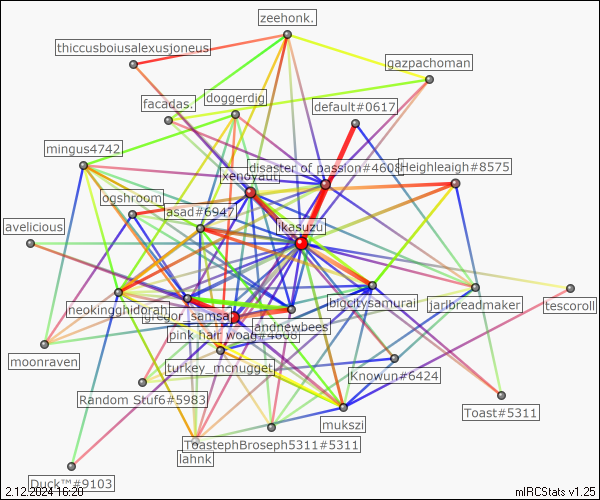 zeehonk.
thiccusboiusalexusjoneus
gazpachoman
facadas.
doggerdig
default#0617
mingus4742
disaster of passion#4608
Heighleaigh#8575
xendyaut
ogshroom
asad#6947
avelicious
ikasuzu
neokingghidorah
gregor_samsa
bigcitysamurai
jarlbreadmaker
tescoroll
andnewbees
pink hair woag#4008
moonraven
turkey_mcnugget
Knowun#6424
Random Stuf6#5983
Toast#5311
mukszi
ToastephBroseph5311#5311
lahnk
Duck™#9103
2.12.2024 16:20
mIRCStats v1.25